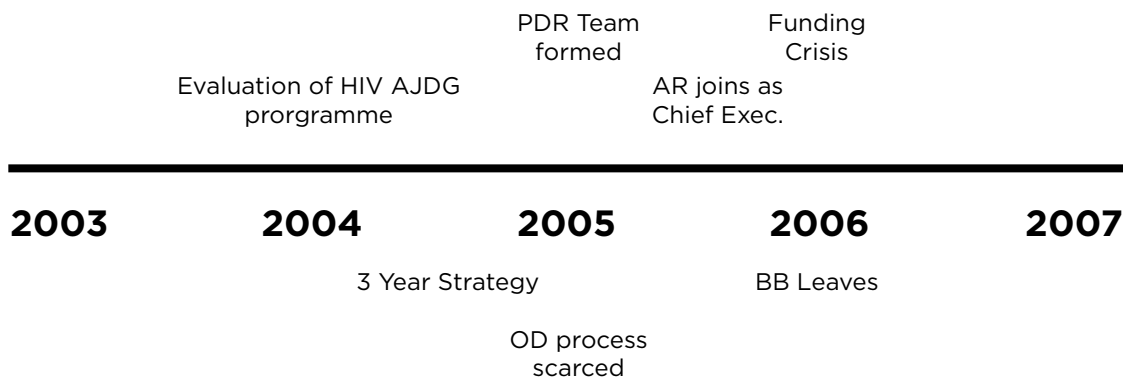 PDR Team
formed
Funding
Crisis
Evaluation of HIV AJDG
prorgramme
AR joins as
Chief Exec.
2003 2004 2005 2006 2007
3 Year Strategy
BB Leaves
OD process
scarced